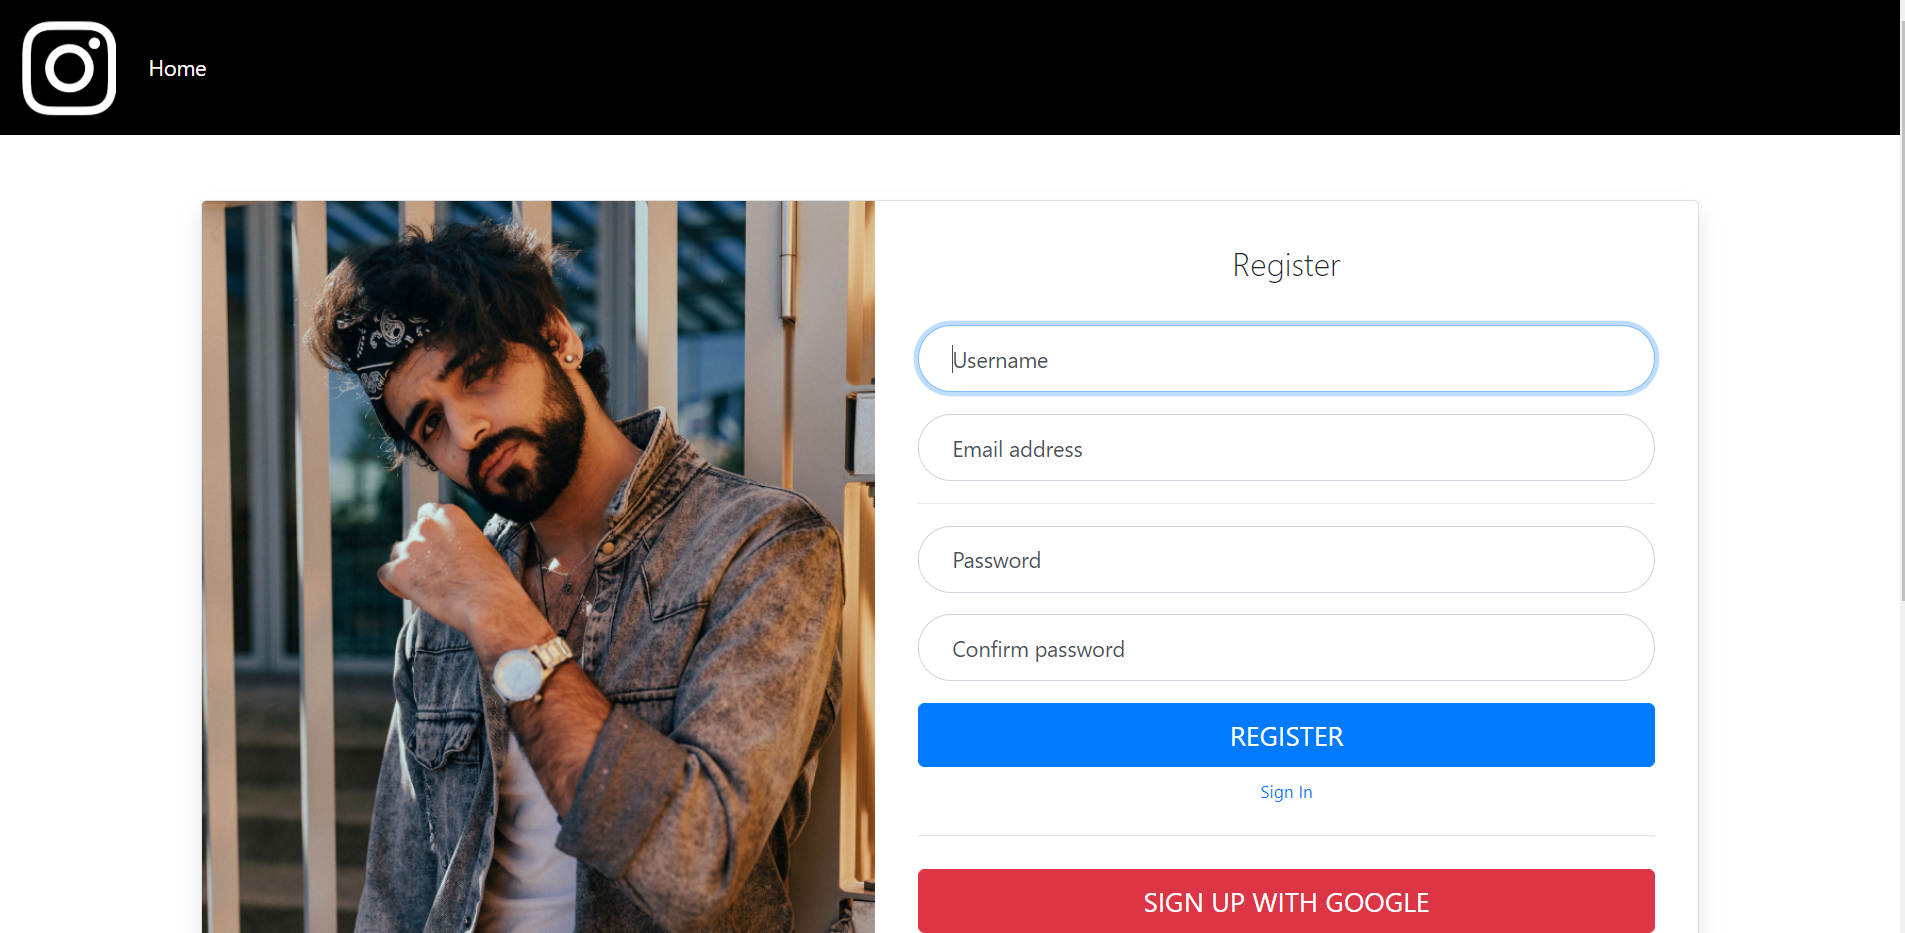 Home
Register
Username
Email address
Password
Confirm password
REGISTER
Sign In
SIGN UP WITH GOOGLE